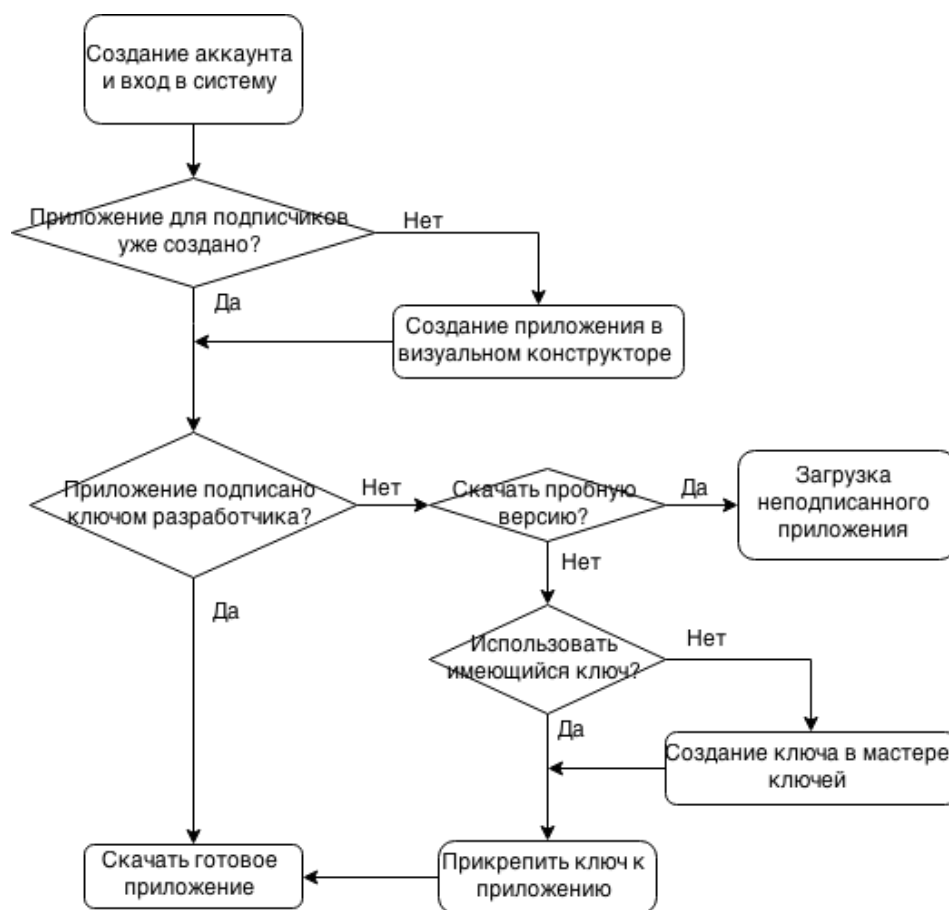 Создание аккаунта
и вход в систему
Приложение для подписчиков
уже создано?
Нет
Да
Создание приложения в
визуальном конструкторе
Приложение подписано
ключом разработчика?
Нет
Скачать пробную
версию?
Да
Загрузка
неподписанного
приложения
Нет
Да
Использовать
имеющийся ключ?
Нет
Да
Создание ключа в мастере
ключей
Скачать готовое
приложение
Прикрепить ключ к
приложению